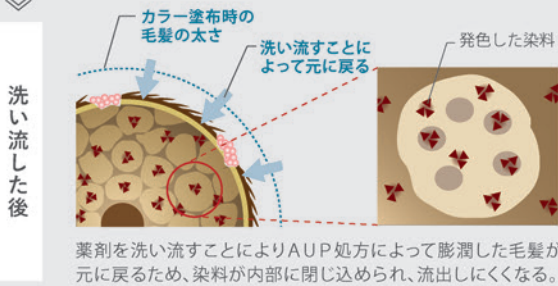 洗い流した後
カラー塗布時の
毛髪の太さ
洗い流すことに
よって元に戻る
発色した染料
薬剤を洗い流すことによりAUP処方によって膨潤した毛髪が
元に戻るため、染料が内部に閉じ込められ、流出しにくくなる。